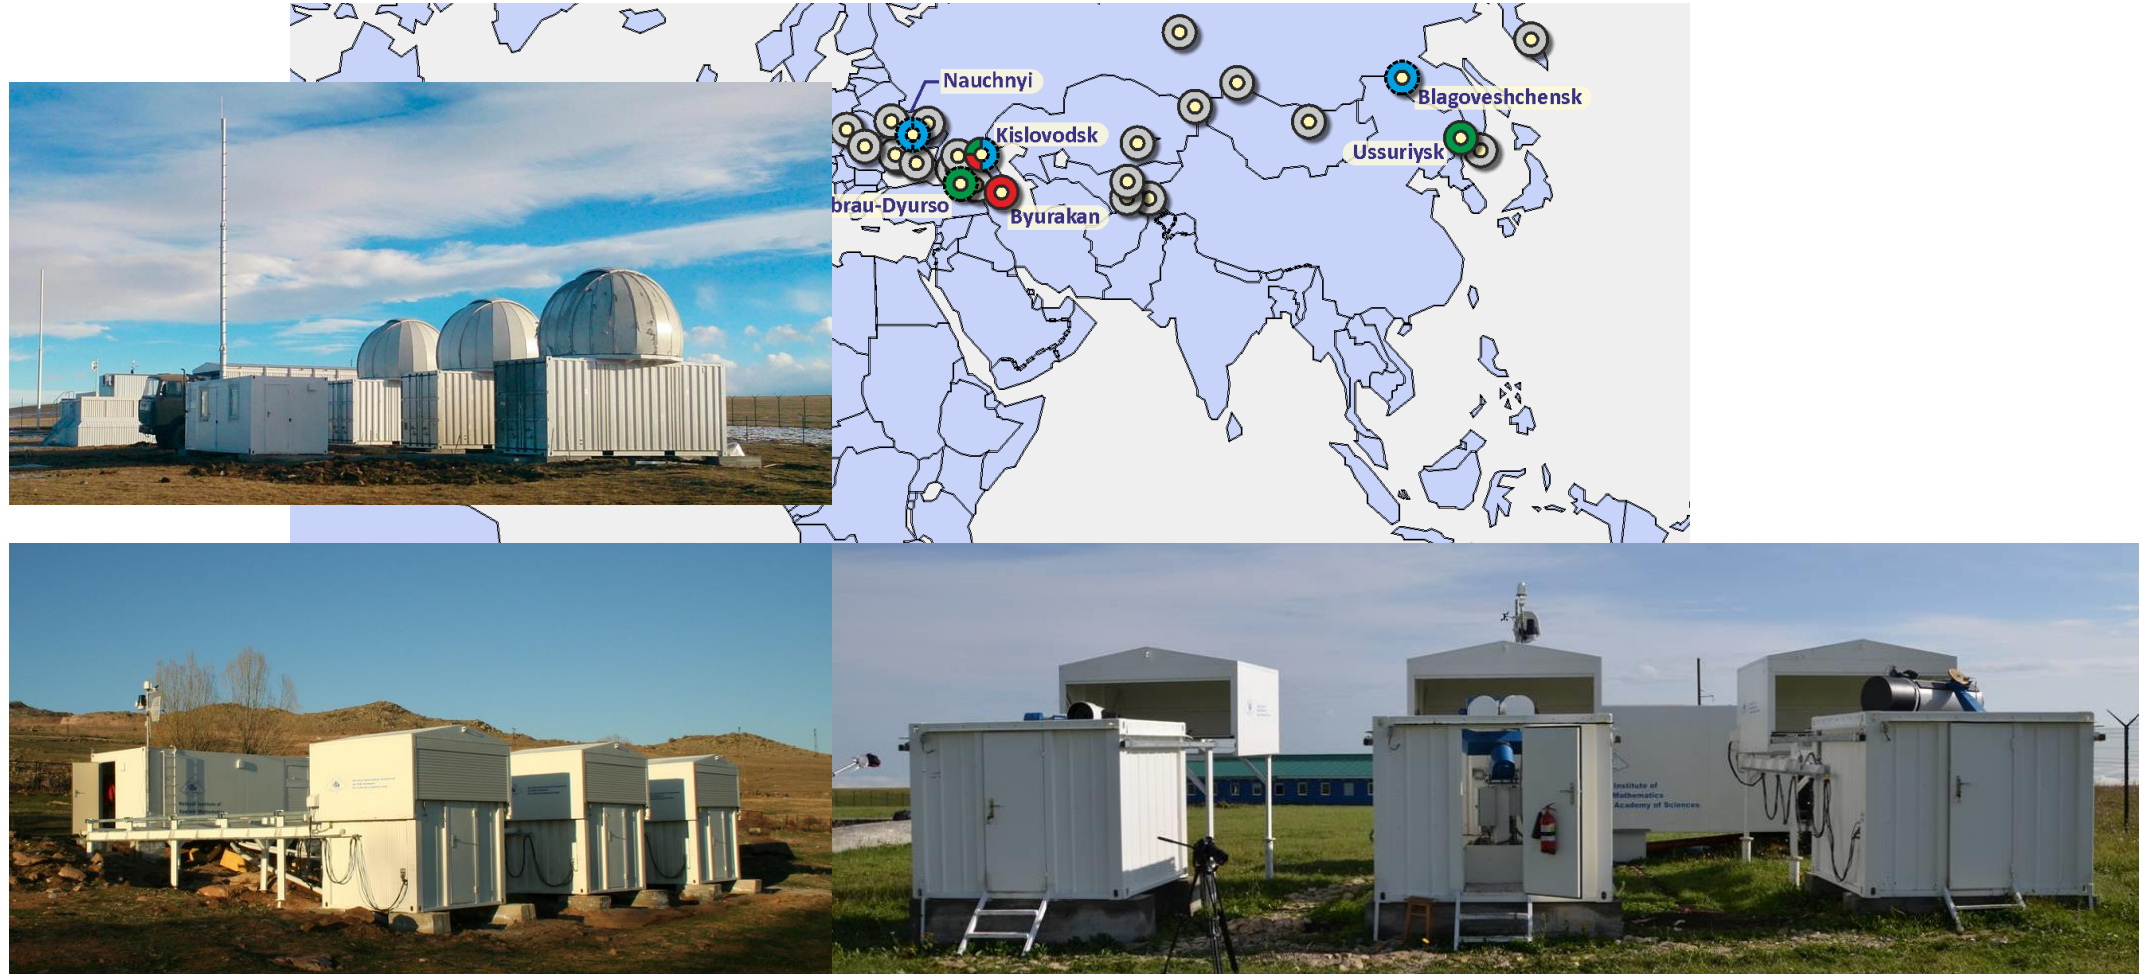 Nauchnyi
Blagoveshchensk
Kislovodsk
Ussuriysk
brau-Dyurso
Byurakan
Institute of
Mathematics
Academy of Sciences